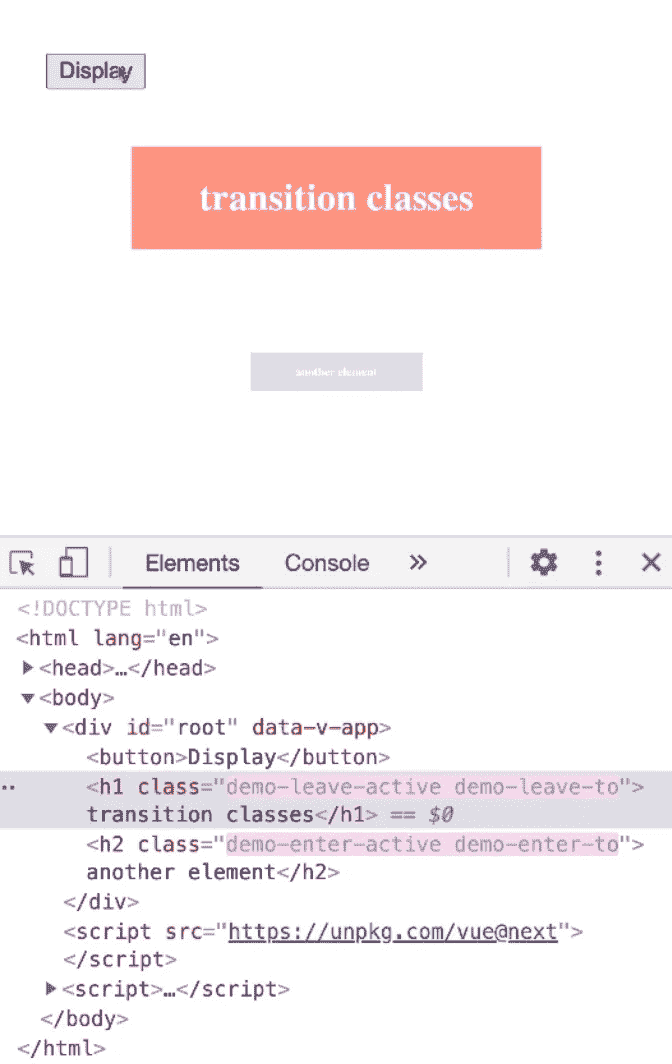 Display
transition classes
another element
Elements
Console
<!DOCTYPE html>
<html lang="en">
<head>…</head>
<body>
<div id="root" data-v-app>
<button>Display</button>
<h1 class="demo-leave-active demo-leave-to">
transition classes</h1> == $0
<h2 class="demo-enter-active demo-enter-to">
another element</h2>
</div>
<script src="https://unpkg.com/vue@next">
</script>
<script>…</script>
</body>
</html>